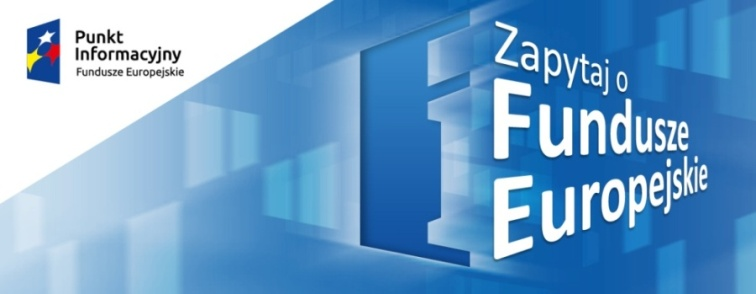 Punkt
Informacyjny
Fundusze Europejskie
Zapytaj o
Fundusze
Europejskie